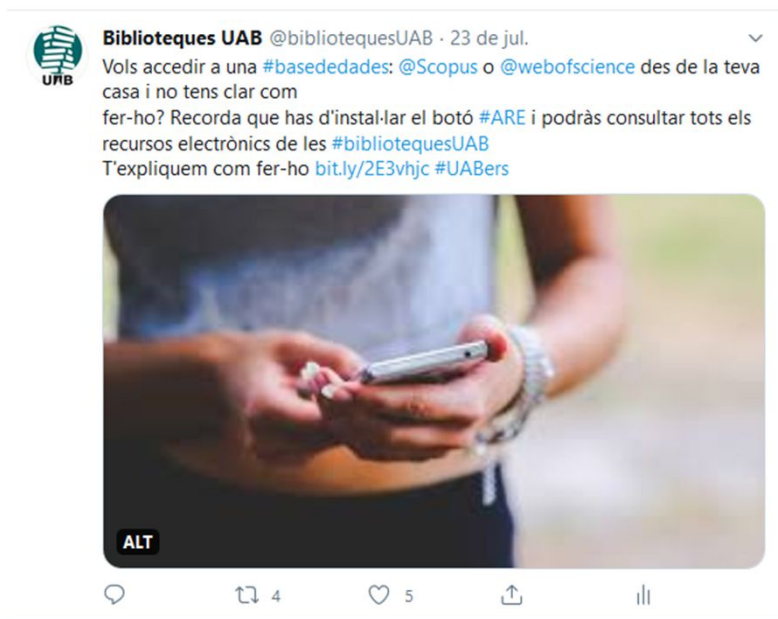 Biblioteques UAB @bibliotequesUAB · 23 de jul.
UAB
Vols accedir a una #basededades: @Scopus o @webofscience des de la teva
casa i no tens clar com
fer-ho? Recorda que has d'instal·lar el botó #ARE i podràs consultar tots els
recursos electrònics de les #bibliotequesUAB
T'expliquem com fer-ho bit.ly/2E3vhjc #UABers
ALT
4 5